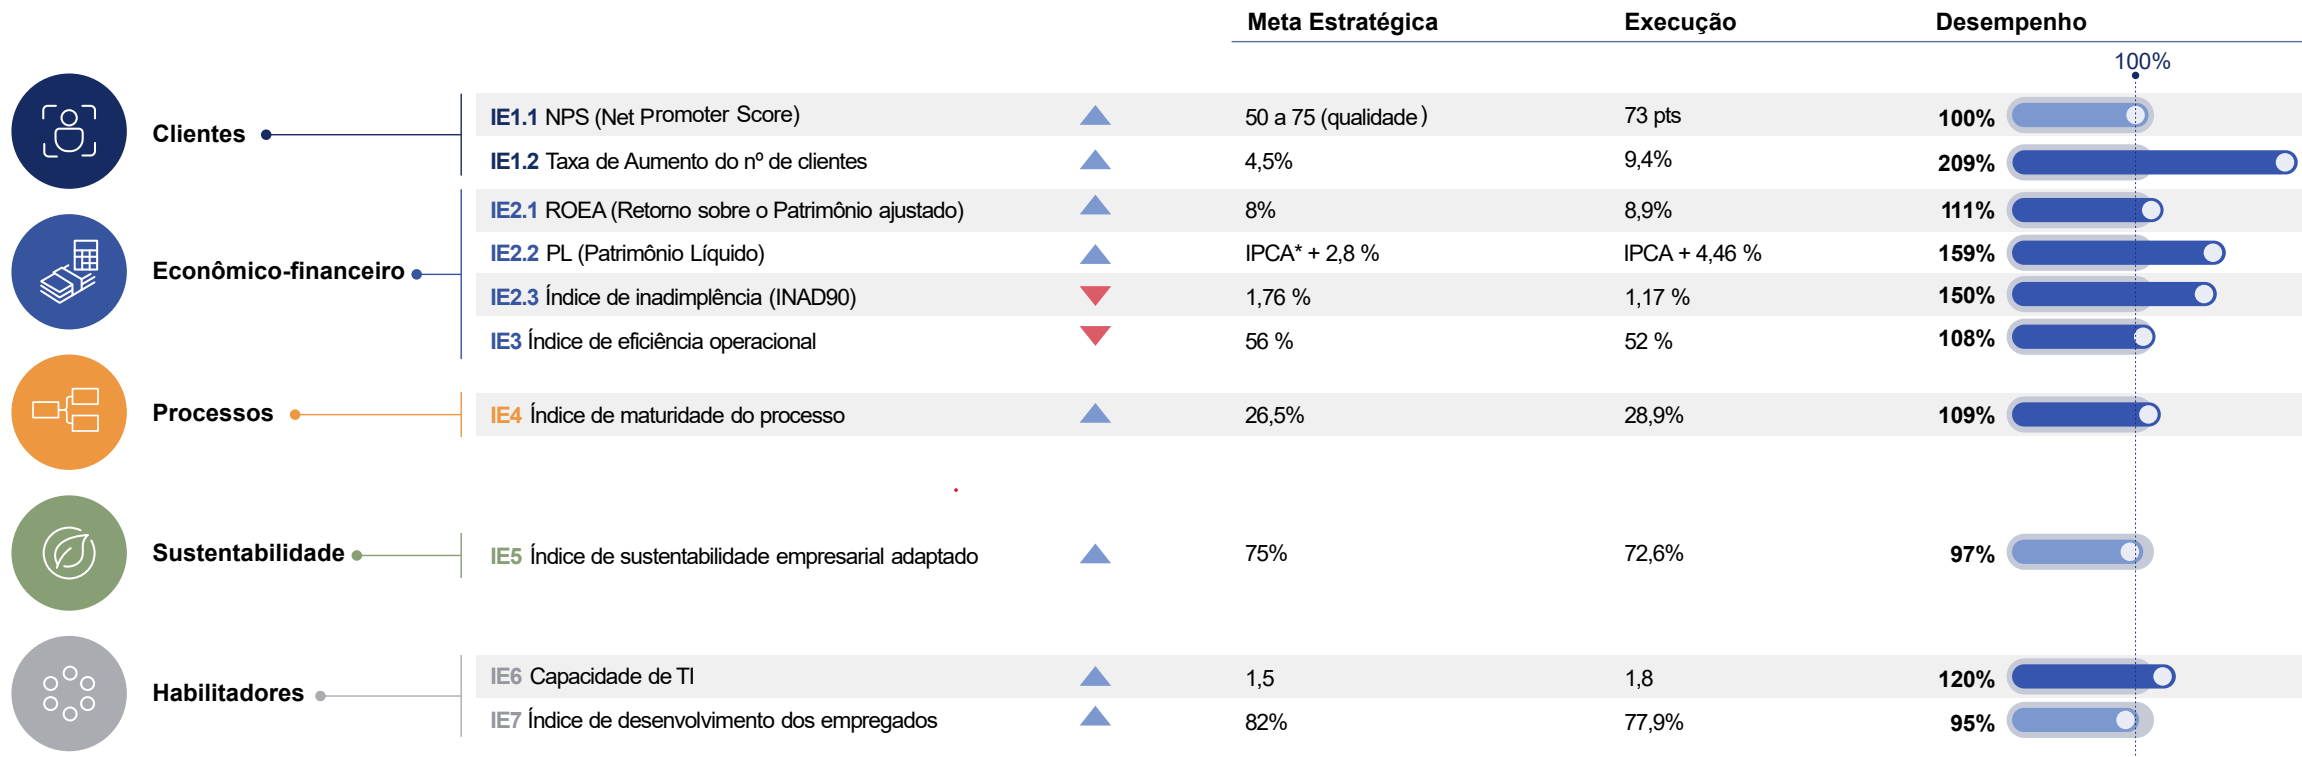 Meta Estratégica Execução Desempenho
100%
Clientes
IE1.1 NPS (Net Promoter Score) 50 a 75 (qualidade) 73 pts 100%
IE1.2 Taxa de Aumento do nº de clientes 4,5% 9,4% 209%
Econômico-financeiro
IE2.1 ROEA (Retorno sobre o Patrimônio ajustado) 8% 8,9% 111%
IE2.2 PL (Patrimônio Líquido) IPCA* + 2,8 % IPCA + 4,46 % 159%
IE2.3 Índice de inadimplência (INAD90) 1,76 % 1,17 % 150%
IE3 Índice de eficiência operacional 56 % 52 % 108%
Processos
IE4 Índice de maturidade do processo 26,5% 28,9% 109%
Sustentabilidade
IE5 Índice de sustentabilidade empresarial adaptado 75% 72,6% 97%
Habilitadores
IE6 Capacidade de TI 1,5 1,8 120%
IE7 Índice de desenvolvimento dos empregados 82% 77,9% 95%